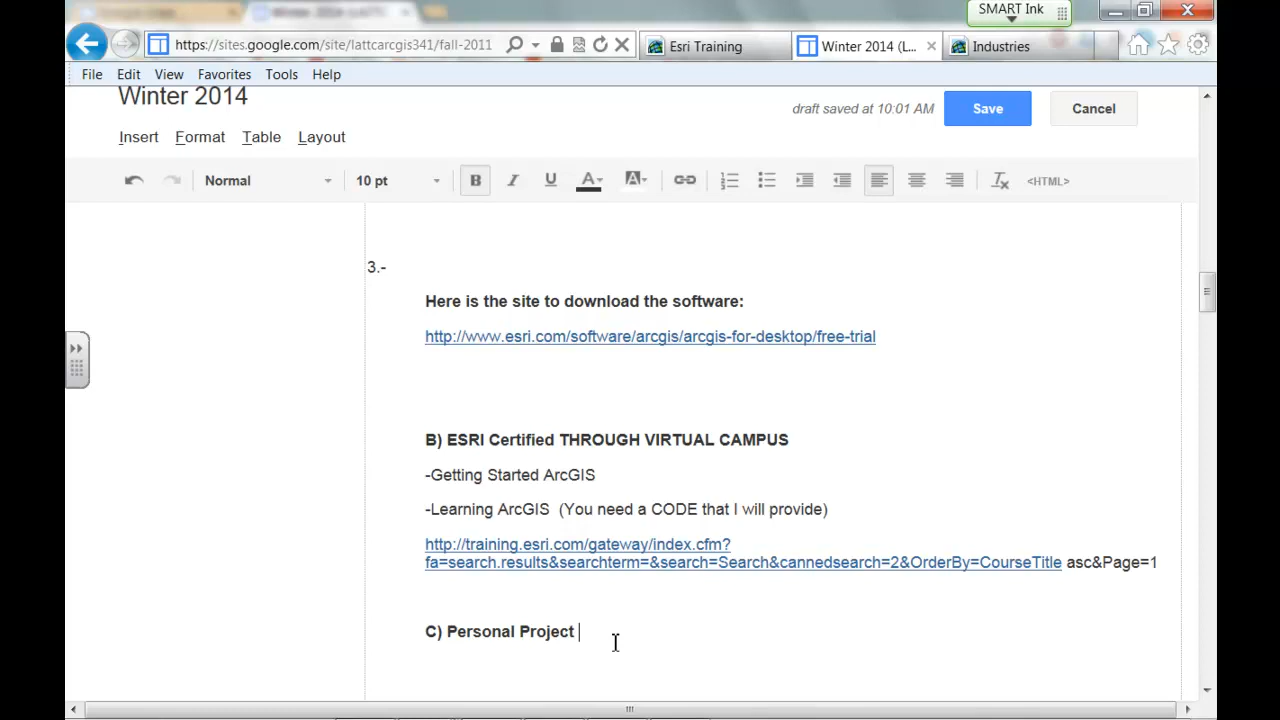 SMART Ink
https://sites.google.com/site/lattcarcgis341/fall-2011
Esri Training
Winter 2014 (L...
Industries
File Edit View Favorites Tools Help
Winter 2014
draft saved at 10:01 AM
Save
Cancel
Insert Format Table Layout
Normal
10 pt
B I U A A
<HTML>
3.-
Here is the site to download the software:
http://www.esri.com/software/arcgis/arcgis-for-desktop/free-trial
B) ESRI Certified THROUGH VIRTUAL CAMPUS
-Getting Started ArcGIS
-Learning ArcGIS  (You need a CODE that I will provide)
http://training.esri.com/gateway/index.cfm?
fa=search.results&searchterm=&search=Search&cannedsearch=2&OrderBy=CourseTitle asc&Page=1
C) Personal Project